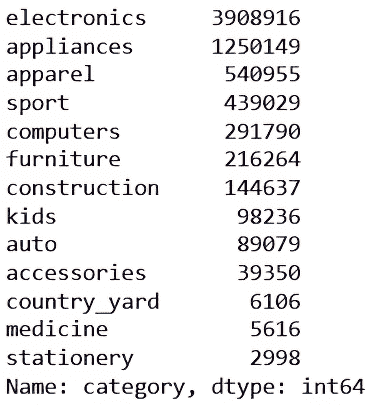 electronics 3908916
appliances 1250149
apparel 540955
sport 439029
computers 291790
furniture 216264
construction 144637
kids 98236
auto 89079
accessories 39350
country_yard 6106
medicine 5616
stationery 2998
Name: category, dtype: int64